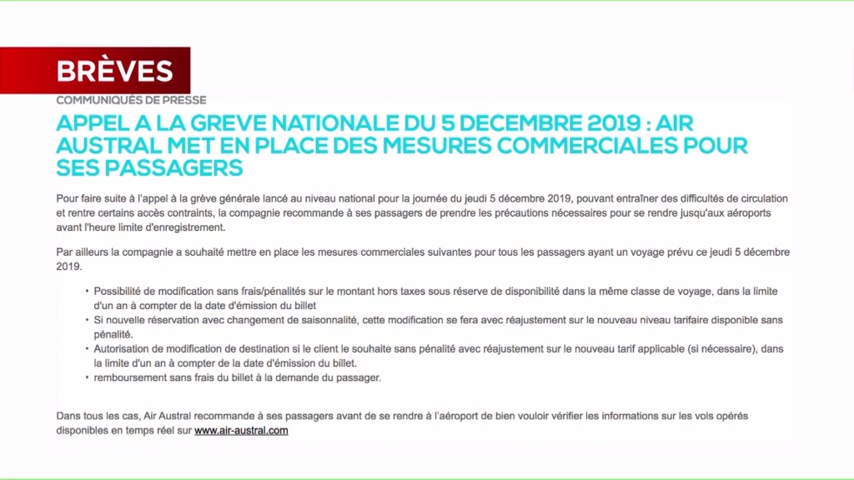 BRÈVES
COMMUNIQUÉS DE PRESSE
APPEL A LA GREVE NATIONALE DU 5 DECEMBRE 2019 : AIR
AUSTRAL MET EN PLACE DES MESURES COMMERCIALES POUR
SES PASSAGERS
Pour faire suite à l'appel à la grève générale lancé au niveau national pour la journée du jeudi 5 décembre 2019, pouvant entraîner des difficultés de circulation
et rentre certains accès contraints, la compagnie recommande à ses passagers de prendre les précautions nécessaires pour se rendre jusqu'aux aéroports
avant l'heure limite d'enregistrement.
Par ailleurs la compagnie a souhaité mettre en place les mesures commerciales suivantes pour tous les passagers ayant un voyage prévu ce jeudi 5 décembre
2019.
• Possibilité de modification sans frais/pénalités sur le montant hors taxes sous réserve de disponibilité dans la même classe de voyage, dans la limite
d'un an à compter de la date d'émission du billet
• Si nouvelle réservation avec changement de saisonnalité, cette modification se fera avec réajustement sur le nouveau niveau tarifaire disponible sans
pénalité.
• Autorisation de modification de destination si le client le souhaite sans pénalité avec réajustement sur le nouveau tarif applicable (si nécessaire), dans
la limite d'un an à compter de la date d'émission du billet.
• remboursement sans frais du billet à la demande du passager.
Dans tous les cas, Air Austral recommande à ses passagers avant de se rendre à l'aéroport de bien vouloir vérifier les informations sur les vols opérés
disponibles en temps réel sur www.air-austral.com